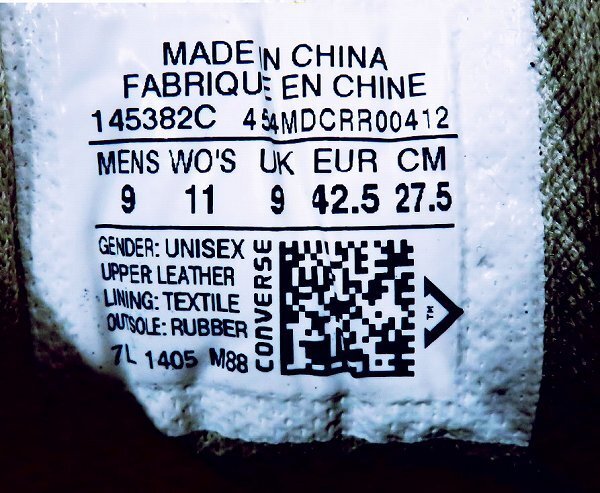 MADE IN CHINA
FABRIQUE EN CHINE
145382C 454MDCRR00412
MENS WO'S UK EUR CM
9 11 9 42.5 27.5
GENDER: UNISEX
UPPER LEATHER
LINING: TEXTILE
OUTSOLE: RUBBER
7L 1405 M88
CONVERSE
TM